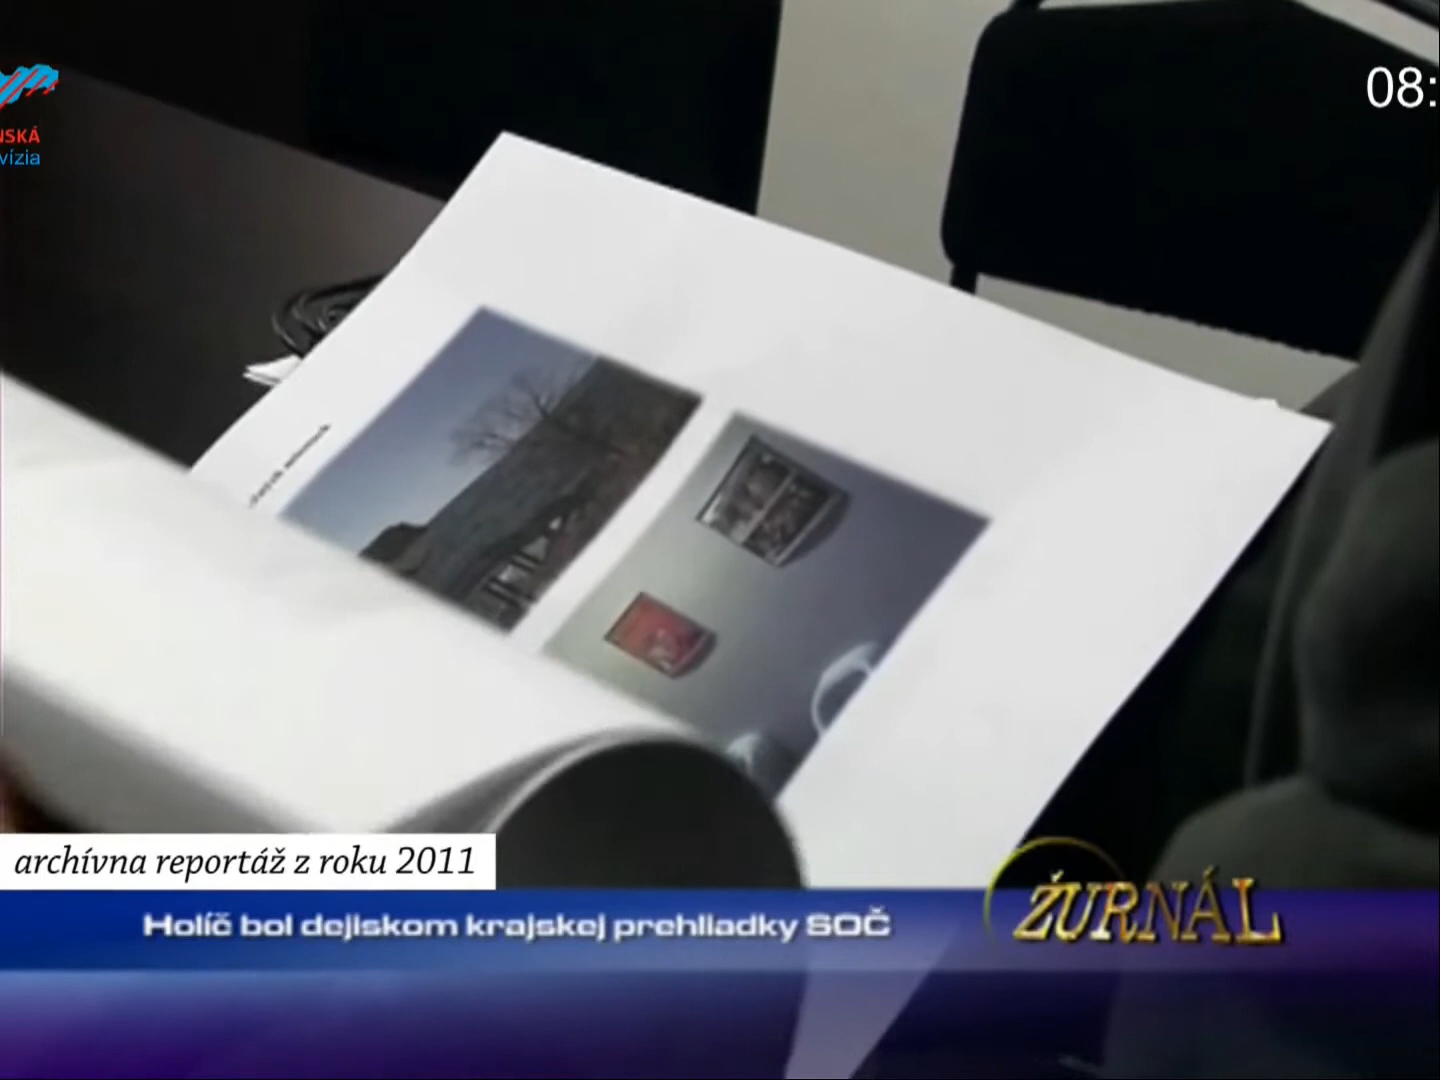 NSKÁ
vízia
08:
archívna reportáž z roku 2011
Holíč bol dejiskom krajskej prehliadky SOČ
ŽURNÁL